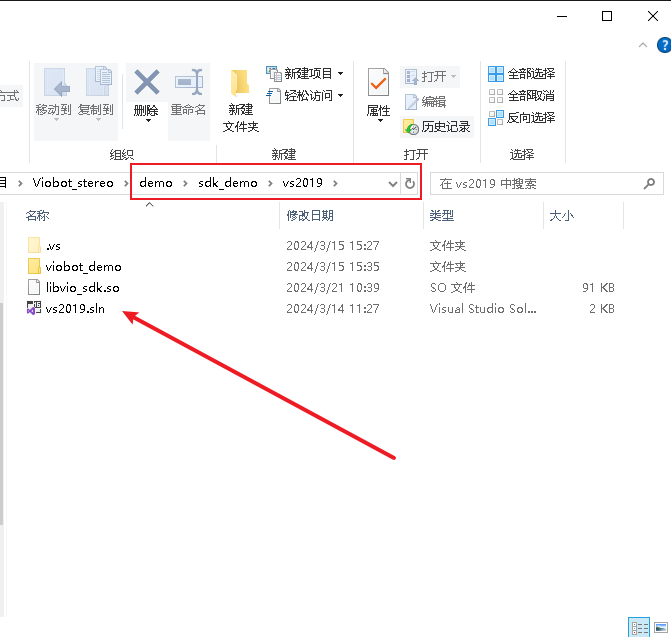 ?
方式
移动到 复制到 删除 重命名 新建文件夹 新建项目 轻松访问 属性 打开 编辑 历史记录 全部选择 全部取消 反向选择
组织 新建 打开 选择
目 › Viobot_stereo › demo › sdk_demo › vs2019 › 在 vs2019 中搜索
名称 修改日期 类型 大小
.vs 2024/3/15 15:27 文件夹
viobot_demo 2024/3/15 15:35 文件夹
libvio_sdk.so 2024/3/21 10:39 SO 文件 91 KB
vs2019.sln 2024/3/14 11:27 Visual Studio Sol... 2 KB